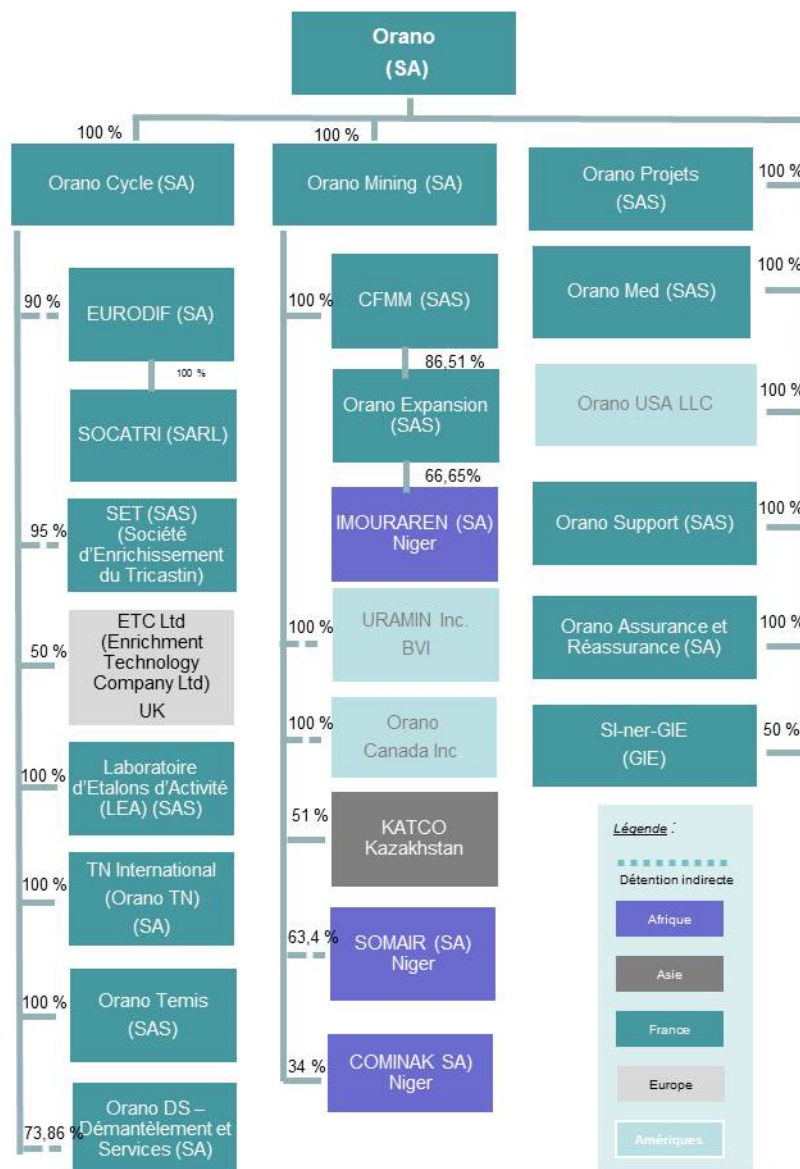 Orano
(SA)
100 %
100 %
Orano Cycle (SA)
90 %
EURODIF (SA)
100 %
SOCATRI (SARL)
95 %
SET (SAS)
(Société
d'Enrichissement
du Tricastin)
50 %
ETC Ltd
(Enrichment
Technology
Company Ltd)
UK
100 %
Laboratoire
d'Etalons d'Activité
(LEA) (SAS)
100 %
TN International
(Orano TN)
(SA)
100 %
Orano Temis
(SAS)
73,86 %
Orano DS –
Démantèlement et
Services (SA)
Orano Mining (SA)
100 %
CFMM (SAS)
86,51 %
Orano Expansion
(SAS)
66,65%
IMOURAREN (SA)
Niger
100 %
URAMIN Inc.
BVI
100 %
Orano
Canada Inc
51 %
KATCO
Kazakhstan
63,4 %
SOMAIR (SA)
Niger
34 %
COMINAK SA)
Niger
Orano Projets
(SAS)
100 %
Orano Med (SAS)
100 %
Orano USA LLC
100 %
Orano Support (SAS)
100 %
Orano Assurance et
Réassurance (SA)
100 %
SI-ner-GIE
(GIE)
50 %
Légende :
Détention indirecte
Afrique
Asie
France
Europe
Amériques